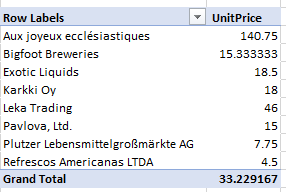 Row Labels UnitPrice
Aux joyeux ecclésiastiques 140.75
Bigfoot Breweries 15.333333
Exotic Liquids 18.5
Karkki Oy 18
Leka Trading 46
Pavlova, Ltd. 15
Plutzer Lebensmittelgroßmärkte AG 7.75
Refrescos Americanas LTDA 4.5
Grand Total 33.229167